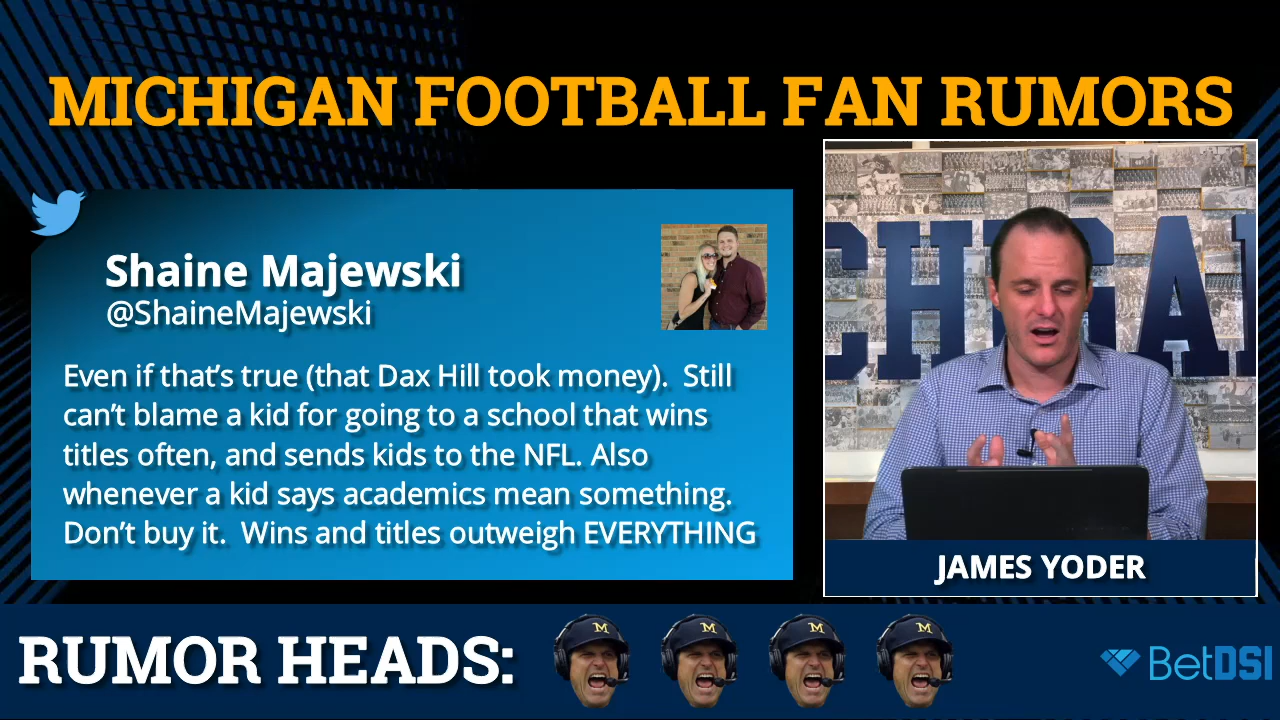 MICHIGAN FOOTBALL FAN RUMORS
Shaine Majewski
@ShaineMajewski
Even if that's true (that Dax Hill took money).  Still
can't blame a kid for going to a school that wins
titles often, and sends kids to the NFL. Also
whenever a kid says academics mean something.
Don't buy it.  Wins and titles outweigh EVERYTHING
CHIGAN
JAMES YODER
RUMOR HEADS:
M M M M
BetDSI